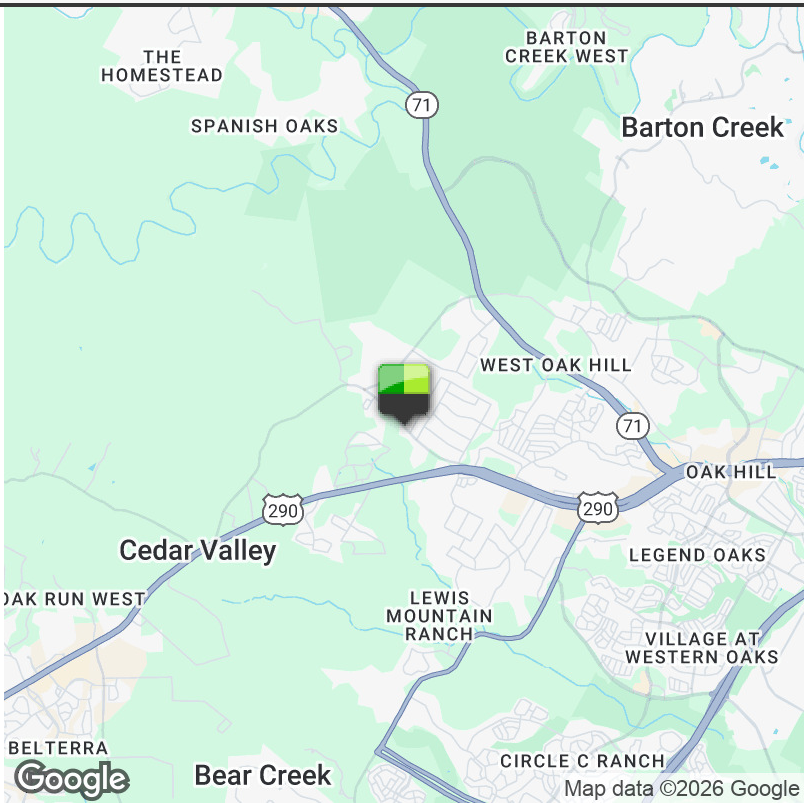 BARTON
CREEK WEST
THE
HOMESTEAD
71
SPANISH OAKS
Barton Creek
WEST OAK HILL
71
OAK HILL
290
290
Cedar Valley
LEGEND OAKS
OAK RUN WEST
LEWIS
MOUNTAIN
RANCH
VILLAGE AT
WESTERN OAKS
BELTERRA
CIRCLE C RANCH
Bear Creek
Google
Map data ©2026 Google